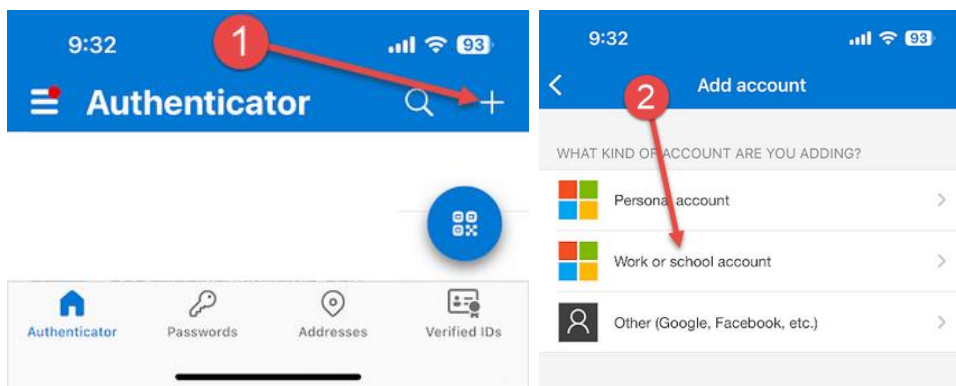 9:32
93
1
Authenticator
Authenticator
Passwords
Addresses
Verified IDs
9:32
93
Add account
2
WHAT KIND OF ACCOUNT ARE YOU ADDING?
Personal account
Work or school account
Other (Google, Facebook, etc.)